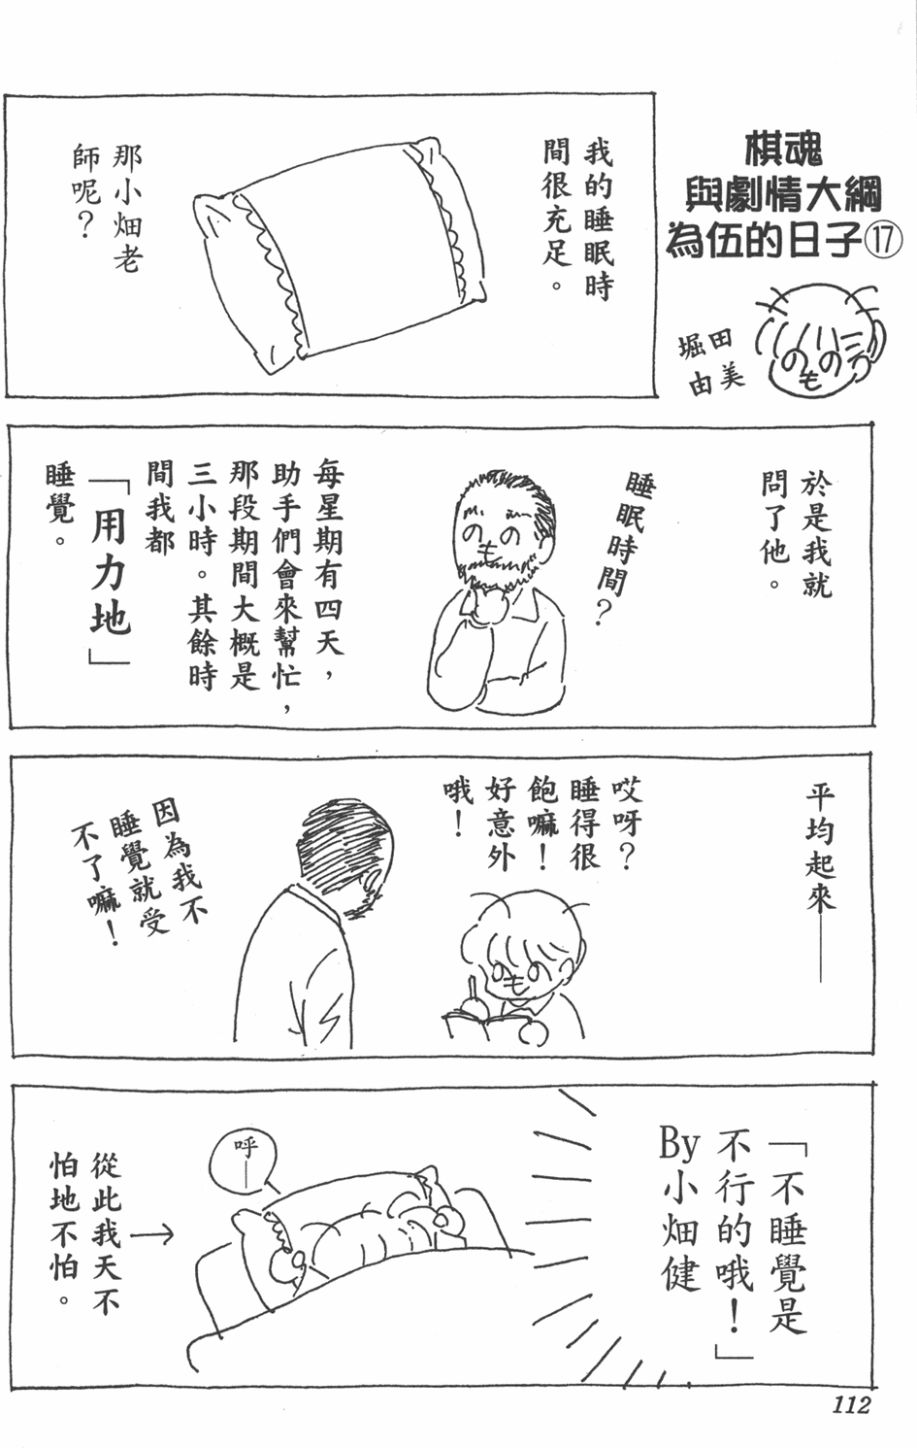 棋魂
與劇情大綱
為伍的日子⑰
堀田
由美
我的睡眠時
間很充足。
那小畑老
師呢？
於是我就
問了他。
睡眠時間？
每星期有四天，
助手們會來幫忙，
那段期間大概是
三小時。其餘時
間我都
「用力地」
睡覺。
平均起來——
哎呀？
睡得很
飽嘛！
好意外
哦！
因為我不
睡覺就受
不了嘛！
「不睡覺是
不行的哦！」
By小畑健
呼—
從此我天不
怕地不怕。
112